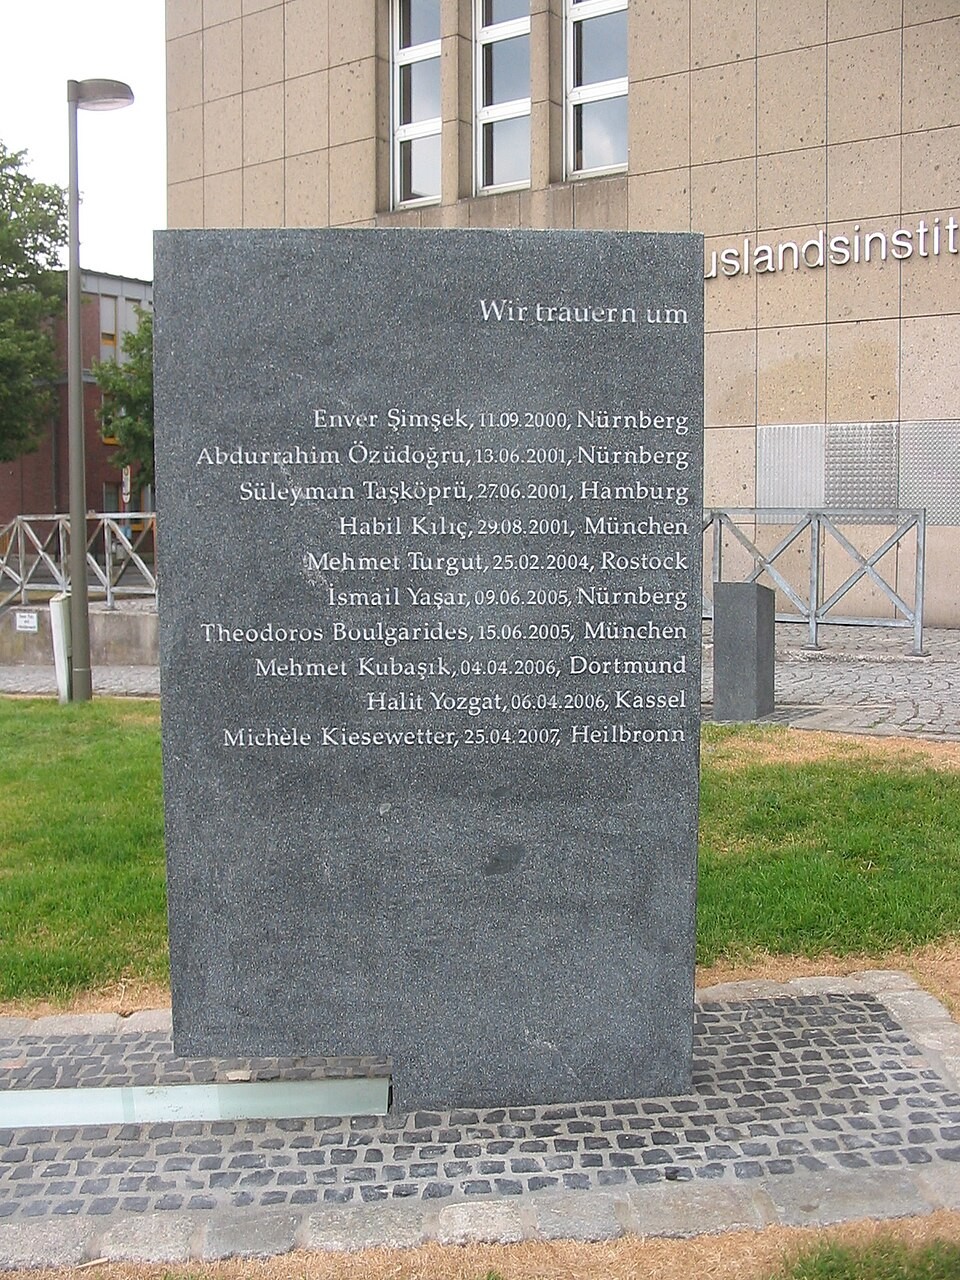 uslandsinstit
Wir trauern um
Enver Şimşek, 11.09.2000, Nürnberg
Abdurrahim Özüdoğru, 13.06.2001, Nürnberg
Süleyman Taşköprü, 27.06.2001, Hamburg
Habil Kılıç, 29.08.2001, München
Mehmet Turgut, 25.02.2004, Rostock
İsmail Yaşar, 09.06.2005, Nürnberg
Theodoros Boulgarides, 15.06.2005, München
Mehmet Kubaşık, 04.04.2006, Dortmund
Halit Yozgat, 06.04.2006, Kassel
Michèle Kiesewetter, 25.04.2007, Heilbronn